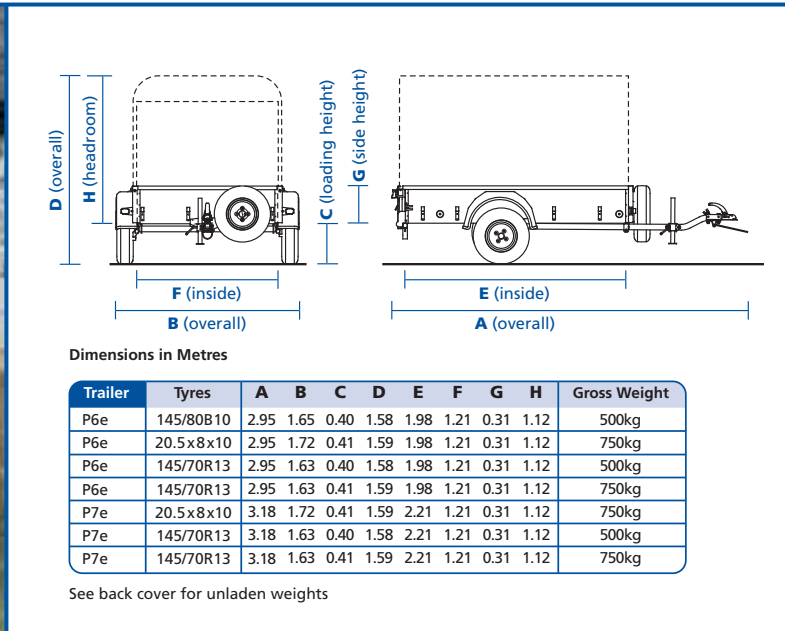 D (overall)
H (headroom)
C (loading height)
G (side height)
F (inside)
B (overall)
E (inside)
A (overall)
Dimensions in Metres
Trailer Tyres A B C D E F G H Gross Weight
P6e 145/80B10 2.95 1.65 0.40 1.58 1.98 1.21 0.31 1.12 500kg
P6e 20.5x8x10 2.95 1.72 0.41 1.59 1.98 1.21 0.31 1.12 750kg
P6e 145/70R13 2.95 1.63 0.40 1.58 1.98 1.21 0.31 1.12 500kg
P6e 145/70R13 2.95 1.63 0.41 1.59 1.98 1.21 0.31 1.12 750kg
P7e 20.5x8x10 3.18 1.72 0.41 1.59 2.21 1.21 0.31 1.12 750kg
P7e 145/70R13 3.18 1.63 0.40 1.58 2.21 1.21 0.31 1.12 500kg
P7e 145/70R13 3.18 1.63 0.41 1.59 2.21 1.21 0.31 1.12 750kg
See back cover for unladen weights